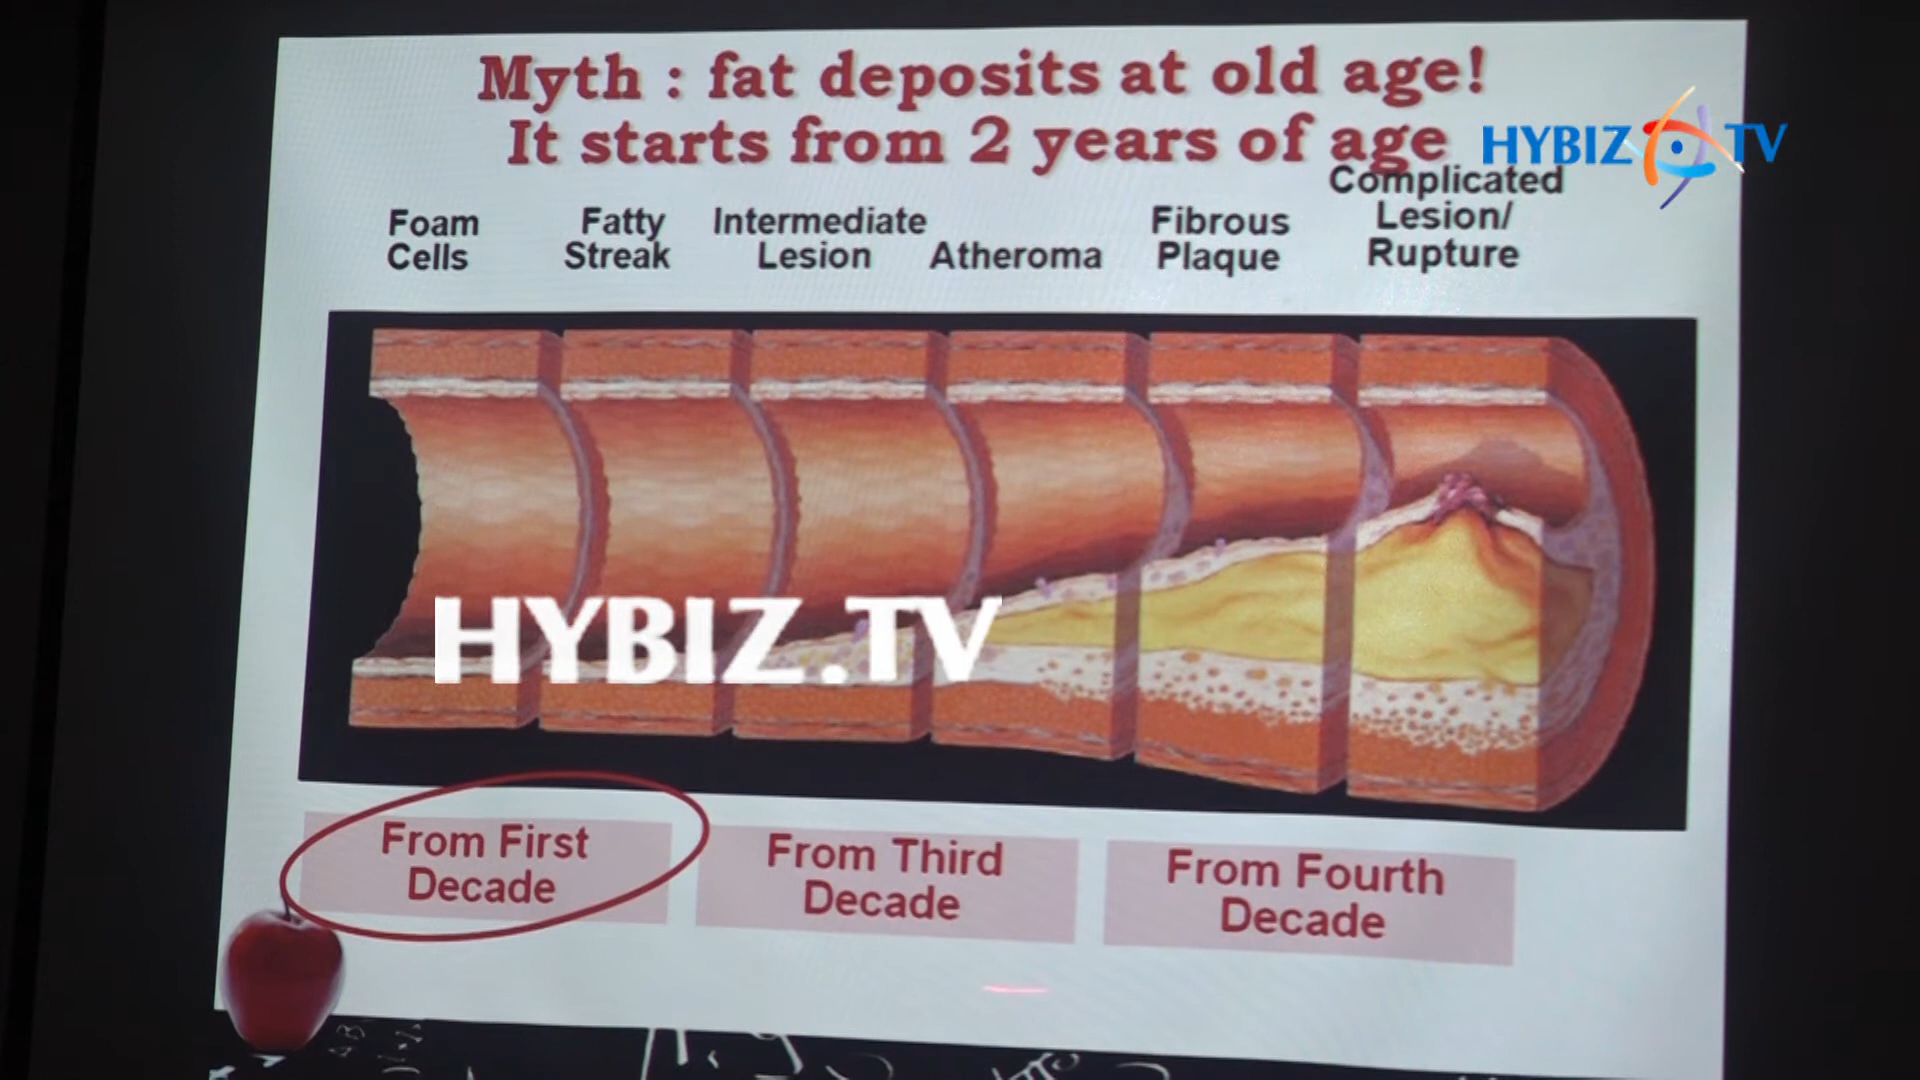 Myth : fat deposits at old age!
It starts from 2 years of age
HYBIZ TV
Foam
Cells
Fatty
Streak
Intermediate
Lesion
Atheroma
Fibrous
Plaque
Complicated
Lesion/
Rupture
HYBIZ.TV
From First
Decade
From Third
Decade
From Fourth
Decade